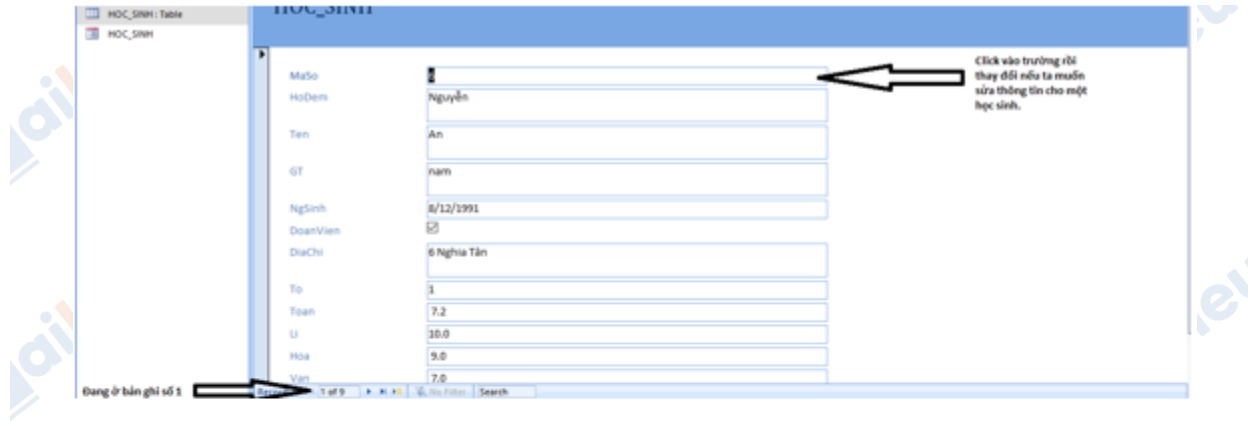 HOC_SINH : Table
HOC_SINH
HOC_SINH
MaSo
Click vào trường rồi
thay đổi nếu ta muốn
sửa thông tin cho một
học sinh.
HoDem Nguyễn
Ten An
GT nam
NgSinh 8/12/1991
DoanVien
DiaChi 6 Nghia Tân
To 1
Toan 7.2
Li 10.0
Hoa 9.0
Van 7.0
Đang ở bản ghi số 1
1 of 9 No Filter Search